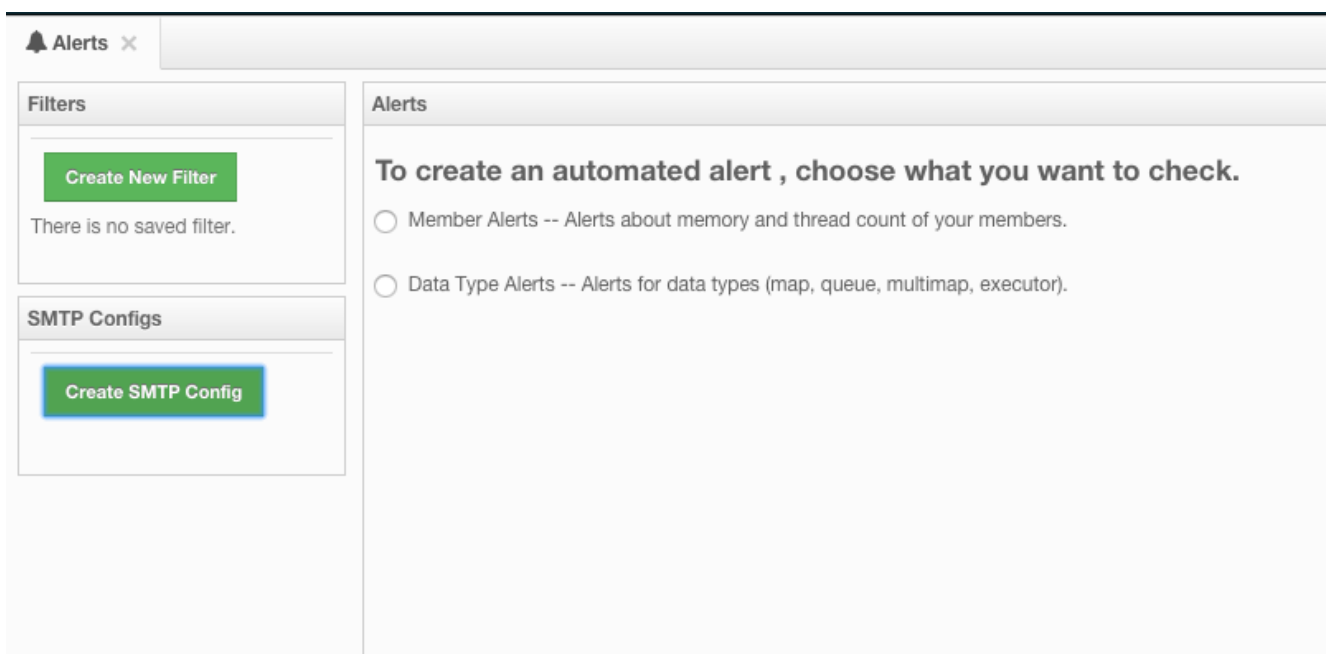 Alerts
Filters
Create New Filter
There is no saved filter.
SMTP Configs
Create SMTP Config
Alerts
To create an automated alert , choose what you want to check.
Member Alerts -- Alerts about memory and thread count of your members.
Data Type Alerts -- Alerts for data types (map, queue, multimap, executor).